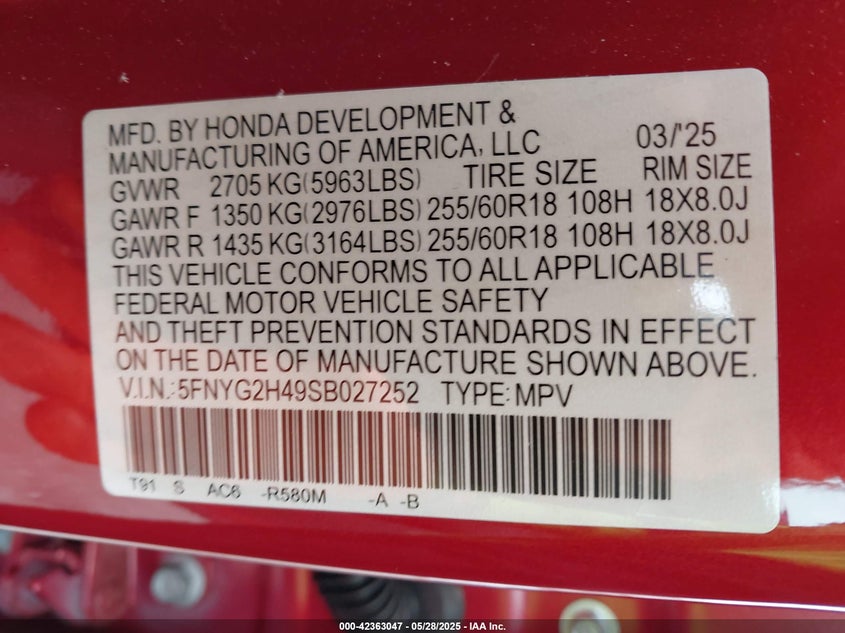 MFD. BY HONDA DEVELOPMENT &
MANUFACTURING OF AMERICA, LLC 03/'25
GVWR 2705 KG(5963LBS) TIRE SIZE RIM SIZE
GAWR F 1350 KG(2976LBS) 255/60R18 108H 18X8.0J
GAWR R 1435 KG(3164LBS) 255/60R18 108H 18X8.0J
THIS VEHICLE CONFORMS TO ALL APPLICABLE
FEDERAL MOTOR VEHICLE SAFETY
AND THEFT PREVENTION STANDARDS IN EFFECT
ON THE DATE OF MANUFACTURE SHOWN ABOVE.
V.I.N.:5FNYG2H49SB027252 TYPE:MPV
T91 S AC6 -R580M -A -B
000-42363047 — 05/28/2025 — IAA Inc.